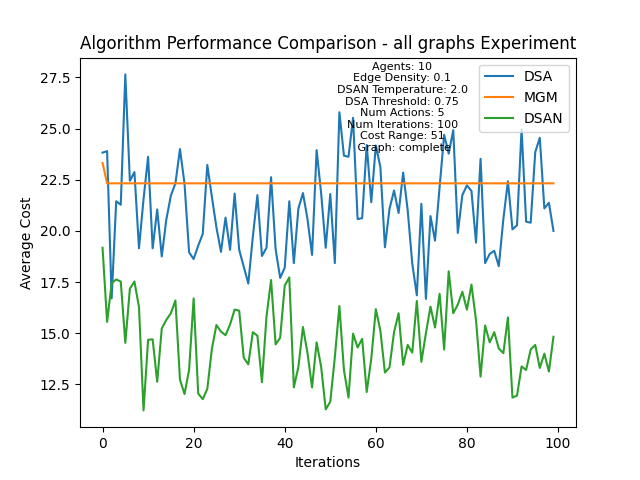 Algorithm Performance Comparison - all graphs Experiment
Agents: 10
Edge Density: 0.1
DSAN Temperature: 2.0
DSA Threshold: 0.75
Num Actions: 5
Num Iterations: 100
Cost Range: 51
Graph: complete
DSA
MGM
DSAN
Average Cost
27.5
25.0
22.5
20.0
17.5
15.0
12.5
0
20
40
60
80
100
Iterations